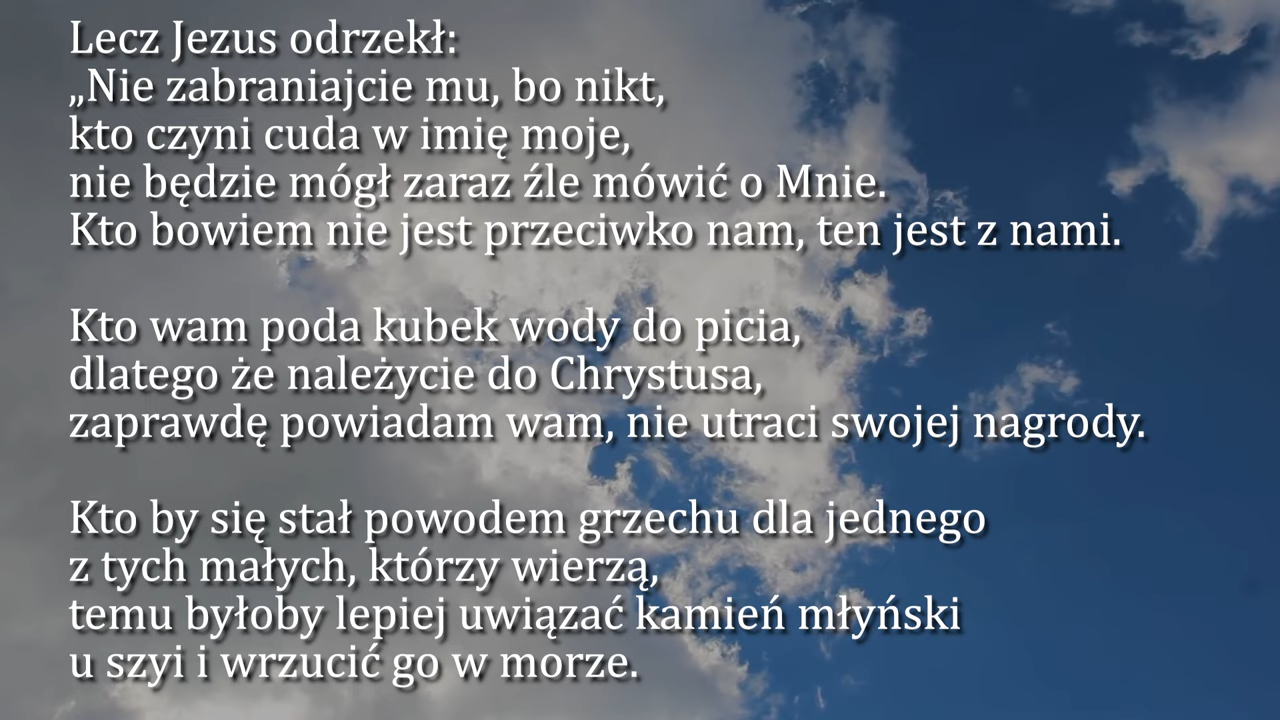 Lecz Jezus odrzekł:
„Nie zabraniajcie mu, bo nikt,
kto czyni cuda w imię moje,
nie będzie mógł zaraz źle mówić o Mnie.
Kto bowiem nie jest przeciwko nam, ten jest z nami.
Kto wam poda kubek wody do picia,
dlatego że należycie do Chrystusa,
zaprawdę powiadam wam, nie utraci swojej nagrody.
Kto by się stał powodem grzechu dla jednego
z tych małych, którzy wierzą,
temu byłoby lepiej uwiązać kamień młyński
u szyi i wrzucić go w morze.